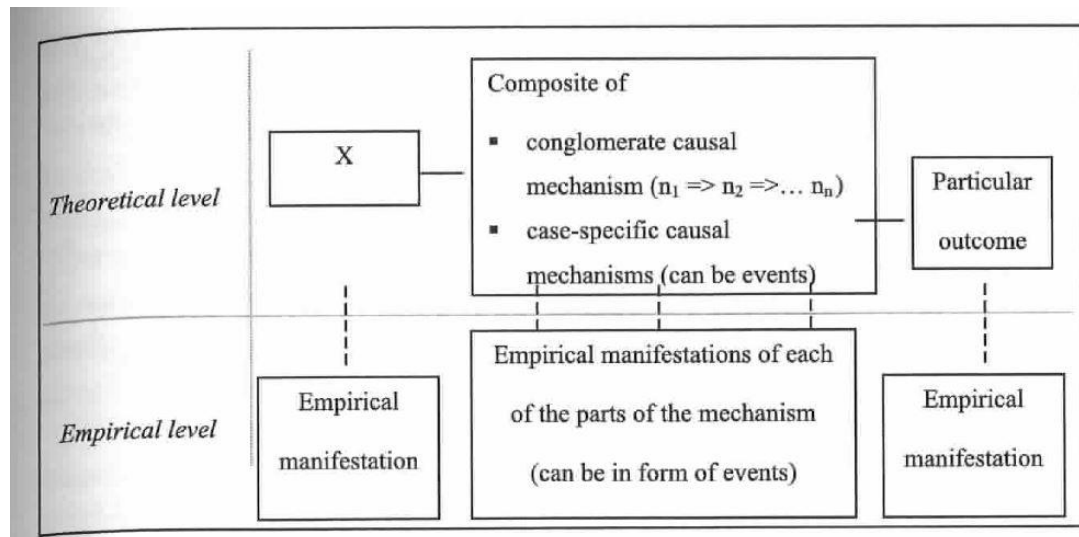 Theoretical level
X
Composite of
▪ conglomerate causal
mechanism (n₁ => n₂ =>… nₙ)
▪ case-specific causal
mechanisms (can be events)
Particular
outcome
Empirical level
Empirical
manifestation
Empirical manifestations of each
of the parts of the mechanism
(can be in form of events)
Empirical
manifestation